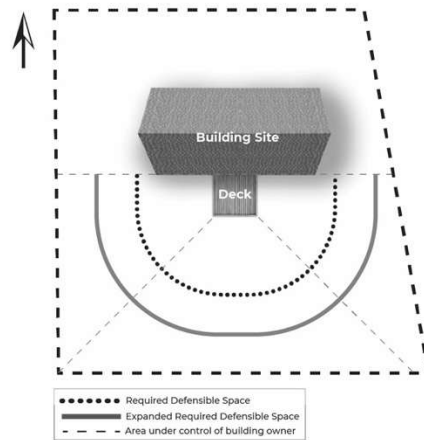 Building Site
Deck
Required Defensible Space
Expanded Required Defensible Space
Area under control of building owner